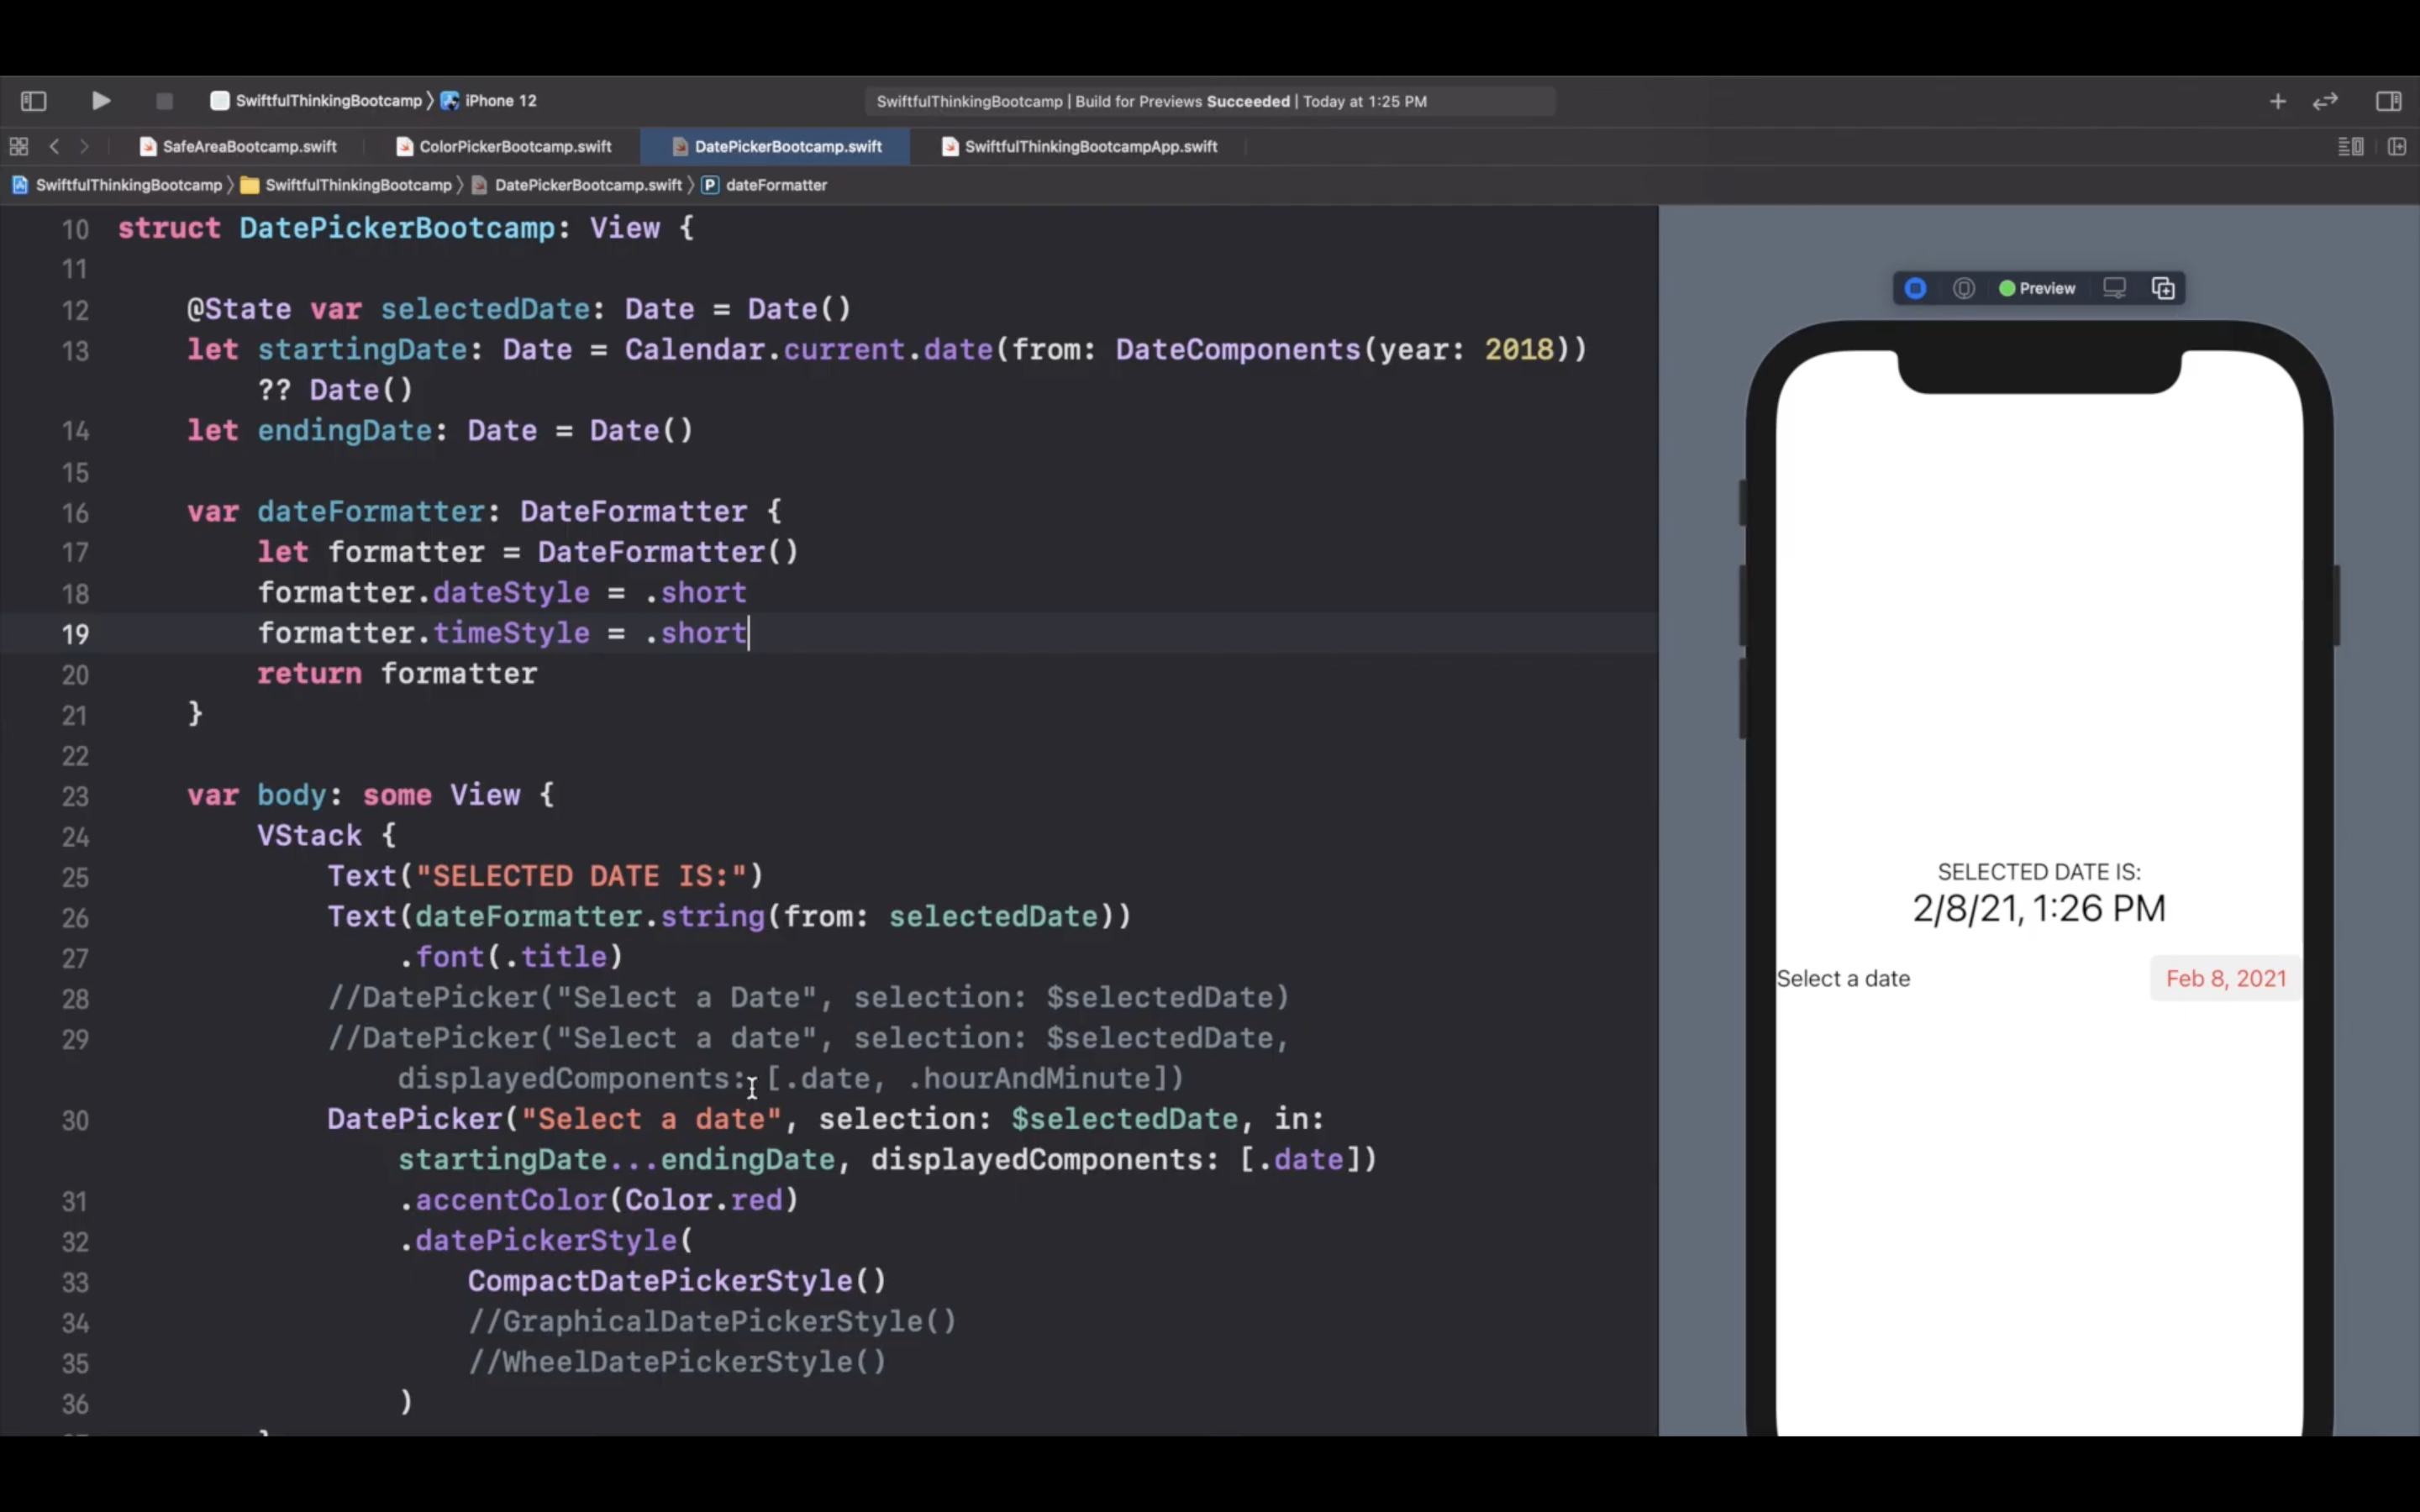 SwiftfulThinkingBootcamp 〉 iPhone 12
SwiftfulThinkingBootcamp | Build for Previews Succeeded | Today at 1:25 PM
SafeAreaBootcamp.swift ColorPickerBootcamp.swift DatePickerBootcamp.swift SwiftfulThinkingBootcampApp.swift
SwiftfulThinkingBootcamp 〉 SwiftfulThinkingBootcamp 〉 DatePickerBootcamp.swift 〉 P dateFormatter
10 struct DatePickerBootcamp: View {
11
12 @State var selectedDate: Date = Date()
13 let startingDate: Date = Calendar.current.date(from: DateComponents(year: 2018))
?? Date()
14 let endingDate: Date = Date()
15
16 var dateFormatter: DateFormatter {
17 let formatter = DateFormatter()
18 formatter.dateStyle = .short
19 formatter.timeStyle = .short
20 return formatter
21 }
22
23 var body: some View {
24 VStack {
25 Text("SELECTED DATE IS:")
26 Text(dateFormatter.string(from: selectedDate))
27 .font(.title)
28 //DatePicker("Select a Date", selection: $selectedDate)
29 //DatePicker("Select a date", selection: $selectedDate,
displayedComponents: [.date, .hourAndMinute])
30 DatePicker("Select a date", selection: $selectedDate, in:
startingDate...endingDate, displayedComponents: [.date])
31 .accentColor(Color.red)
32 .datePickerStyle(
33 CompactDatePickerStyle()
34 //GraphicalDatePickerStyle()
35 //WheelDatePickerStyle()
36 )
Preview
SELECTED DATE IS:
2/8/21, 1:26 PM
Select a date Feb 8, 2021